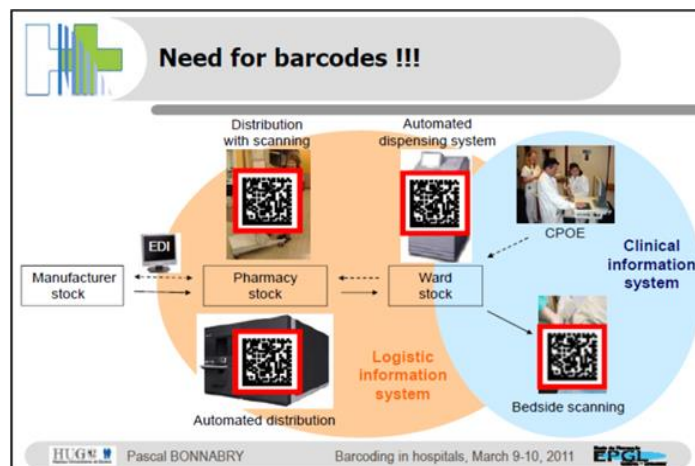 Need for barcodes !!!
Distribution
with scanning
Automated
dispensing system
EDI
CPOE
Clinical
information
system
Manufacturer
stock
Pharmacy
stock
Ward
stock
Logistic
information
system
Automated distribution
Bedside scanning
HUG
Pascal BONNABRY
Barcoding in hospitals, March 9-10, 2011
EPGL